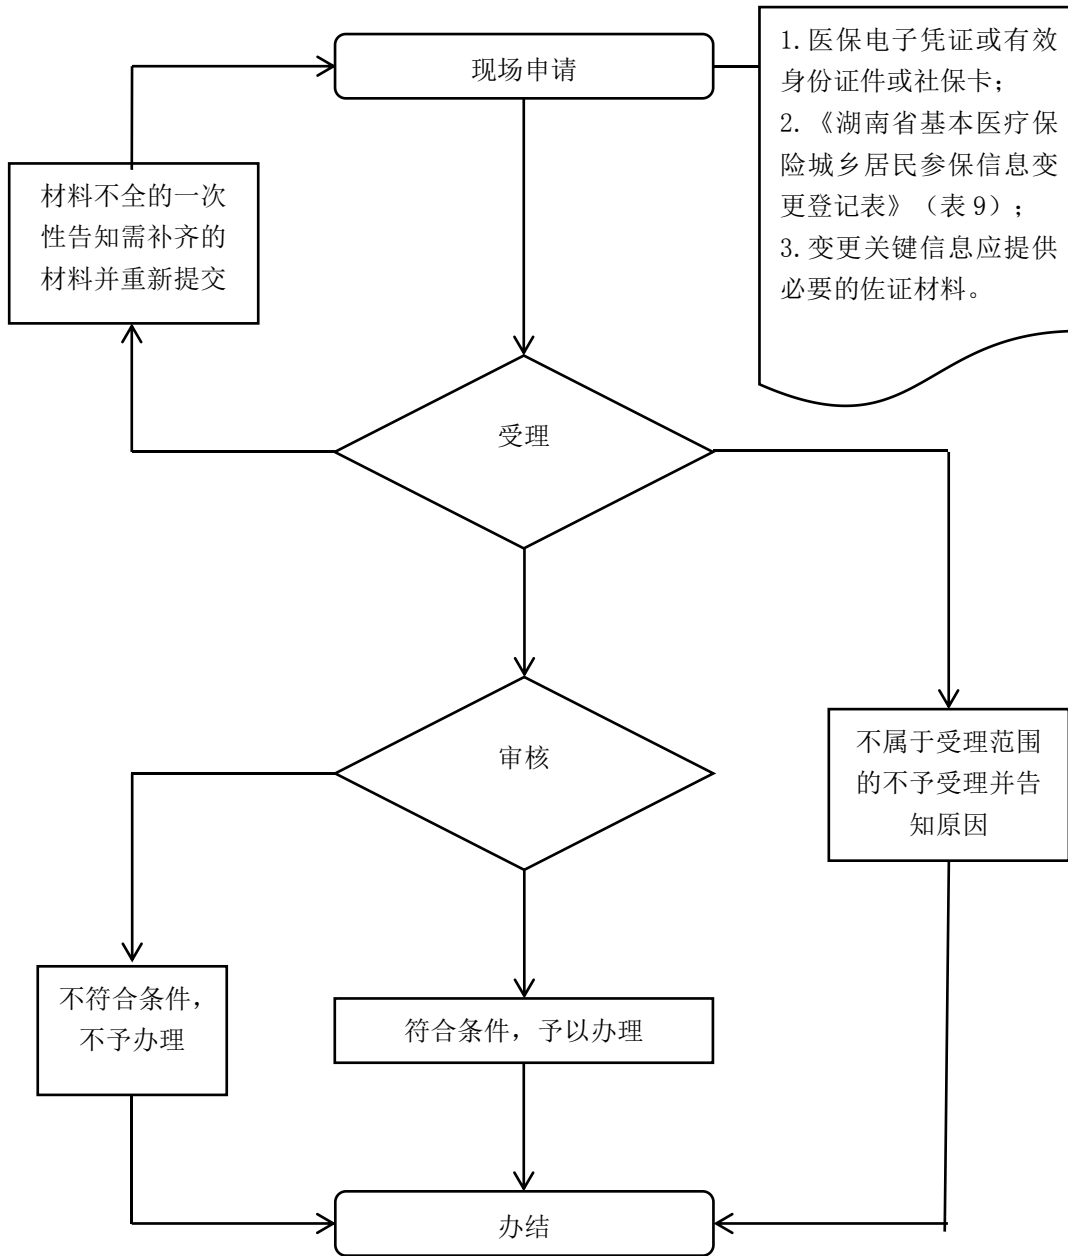 现场申请
1.医保电子凭证或有效
身份证件或社保卡；
2.《湖南省基本医疗保
险城乡居民参保信息变
更登记表》（表 9）；
3.变更关键信息应提供
必要的佐证材料。
材料不全的一次
性告知需补齐的
材料并重新提交
受理
审核
不属于受理范围
的不予受理并告
知原因
不符合条件，
不予办理
符合条件，予以办理
办结